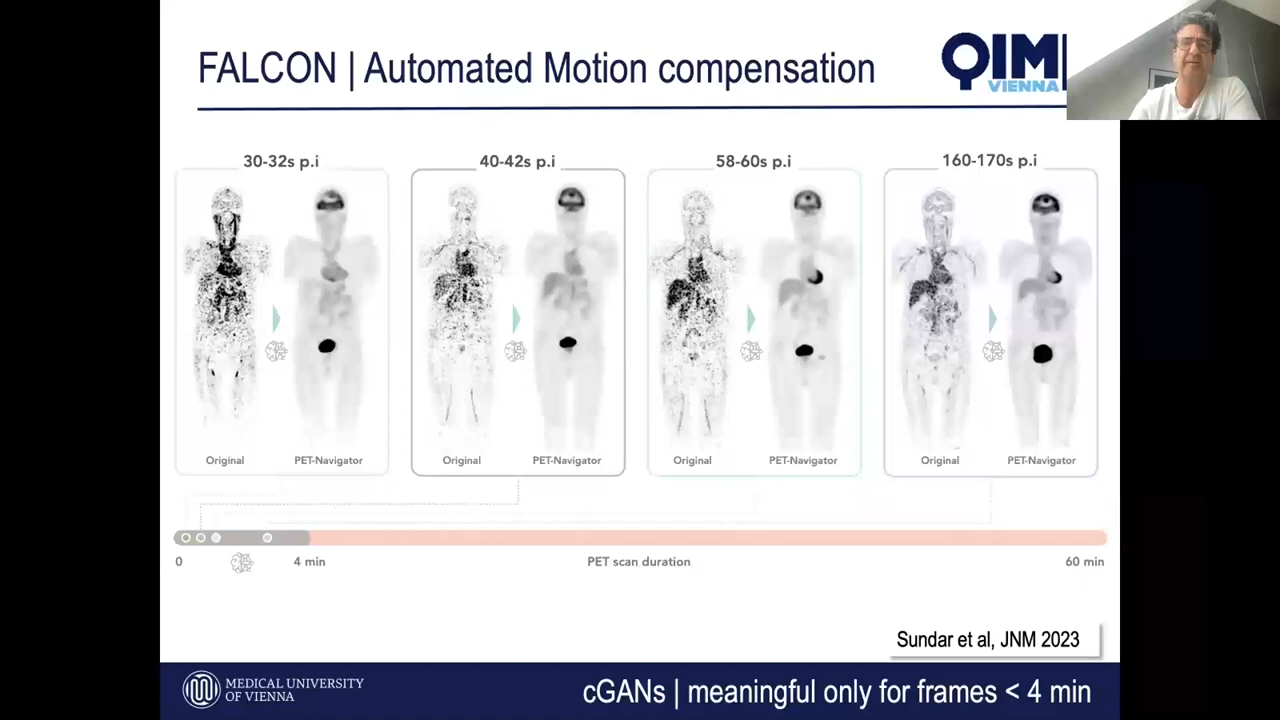 FALCON | Automated Motion compensation
QIM
VIENNA
30-32s p.i
40-42s p.i
58-60s p.i
160-170s p.i
Original
PET-Navigator
Original
PET-Navigator
Original
PET-Navigator
Original
PET-Navigator
0
4 min
PET scan duration
60 min
Sundar et al, JNM 2023
MEDICAL UNIVERSITY
OF VIENNA
cGANs | meaningful only for frames < 4 min